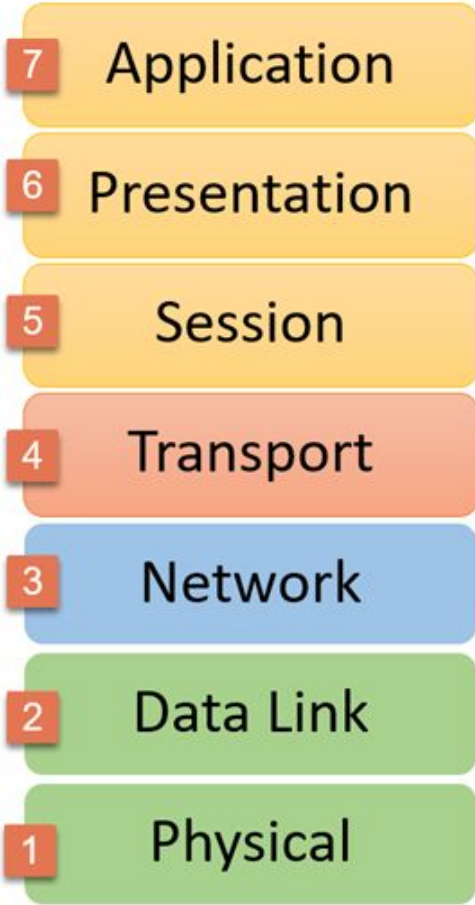 7 Application
6 Presentation
5 Session
4 Transport
3 Network
2 Data Link
1 Physical